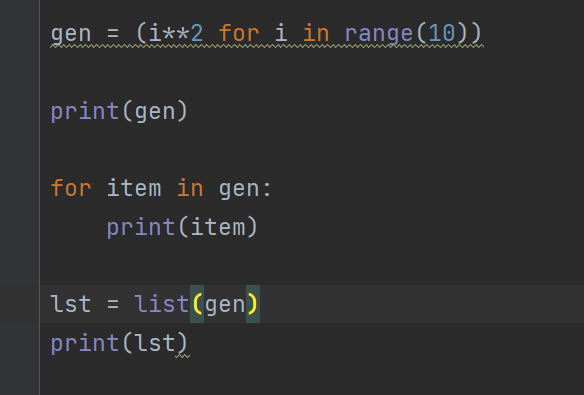 gen = (i**2 for i in range(10))
print(gen)
for item in gen:
    print(item)
lst = list(gen)
print(lst)